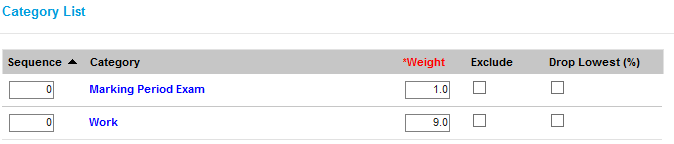 Category List
Sequence Category *Weight Exclude Drop Lowest (%)
0 Marking Period Exam 1.0
0 Work 9.0